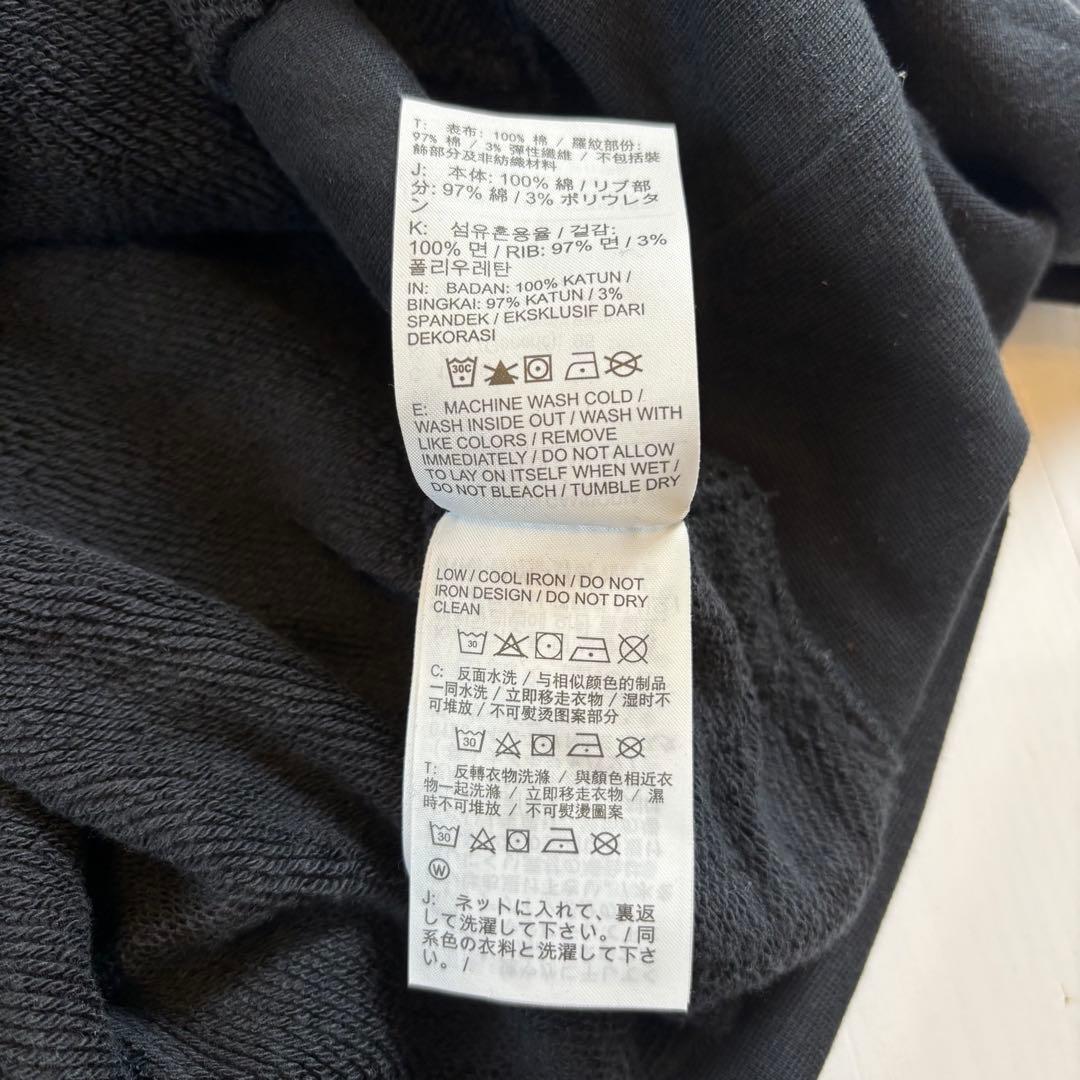 T: 表布: 100% 棉 / 羅紋部份:
97% 棉 / 3% 彈性纖維 / 不包括裝
飾部分及非紡織材料
J: 本体: 100% 綿 / リブ部
分: 97% 綿 / 3% ポリウレタ
ン
K: 섬유혼용율 / 겉감:
100% 면 / RIB: 97% 면 / 3%
폴리우레탄
IN: BADAN: 100% KATUN /
BINGKAI: 97% KATUN / 3%
SPANDEK / EKSKLUSIF DARI
DEKORASI
30C
E: MACHINE WASH COLD /
WASH INSIDE OUT / WASH WITH
LIKE COLORS / REMOVE
IMMEDIATELY / DO NOT ALLOW
TO LAY ON ITSELF WHEN WET /
DO NOT BLEACH / TUMBLE DRY
LOW / COOL IRON / DO NOT
IRON DESIGN / DO NOT DRY
CLEAN
30
C: 反面水洗 / 与相似颜色的制品
一同水洗 / 立即移走衣物 / 湿时不
可堆放 / 不可熨烫图案部分
30
T: 反轉衣物洗滌 / 與顏色相近衣
物一起洗滌 / 立即移走衣物 / 濕
時不可堆放 / 不可熨燙圖案
30
W
J: ネットに入れて、裏返
して洗濯して下さい。/ 同
系色の衣料と洗濯して下さ
い。/